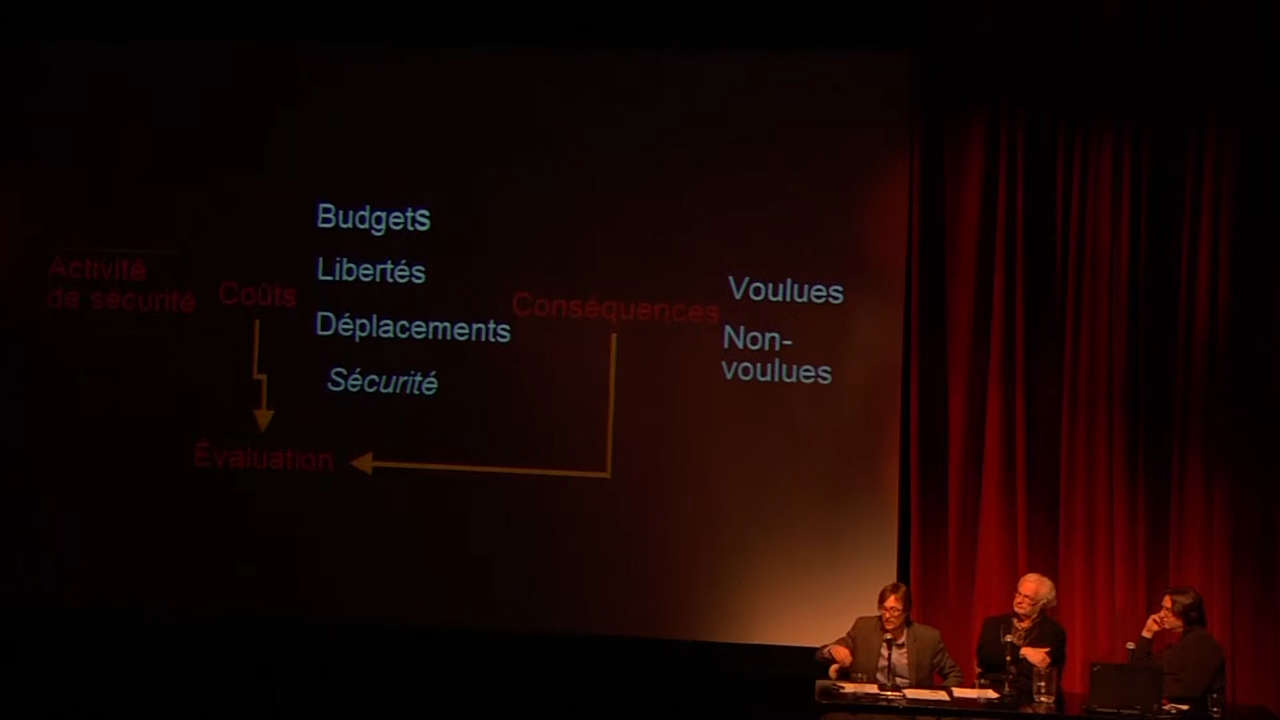 Activité
de sécurité
Coûts
Budgets
Libertés
Déplacements
Sécurité
Conséquences
Voulues
Non-
voulues
Évaluation